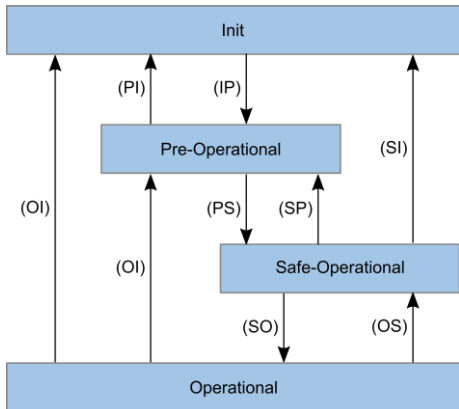 Init
(PI)
(IP)
Pre-Operational
(SI)
(OI)
(OI)
(PS)
(SP)
Safe-Operational
(SO)
(OS)
Operational